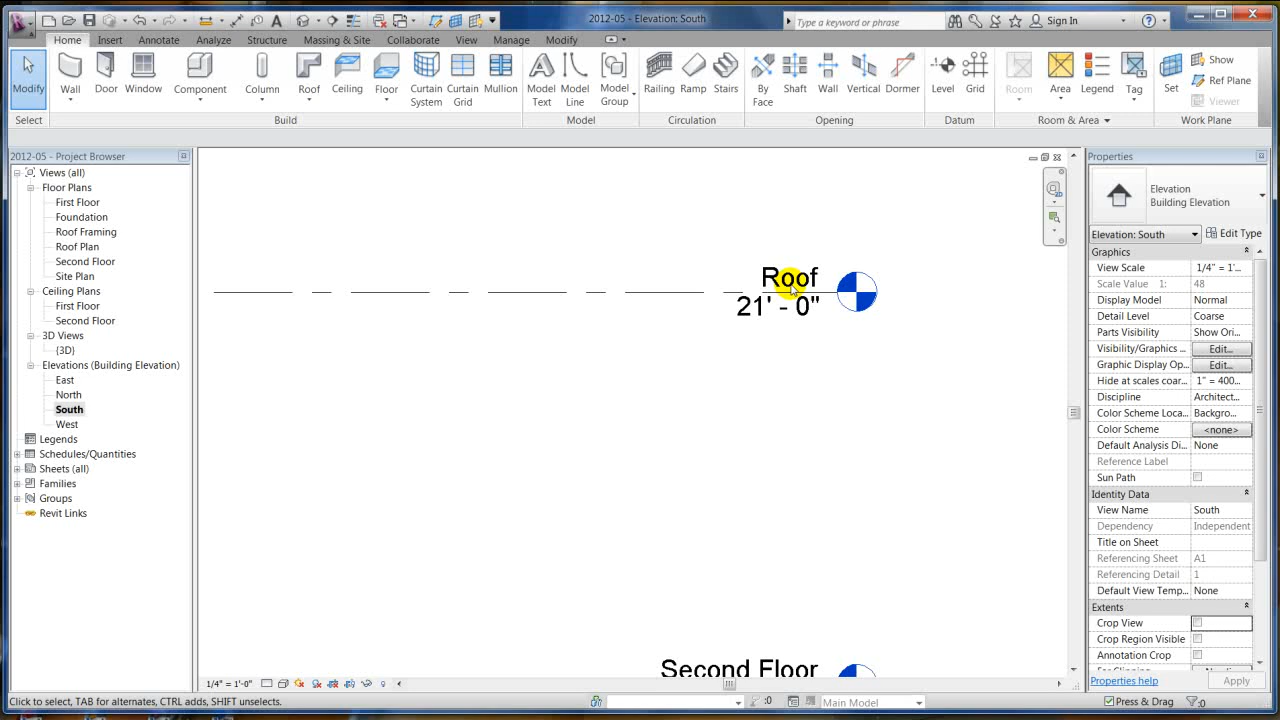 2012-05 - Elevation: South
Type a keyword or phrase
Sign In
Home Insert Annotate Analyze Structure Massing & Site Collaborate View Manage Modify
Modify Wall Door Window Component Column Roof Ceiling Floor Curtain System Curtain Grid Mullion Model Text Model Line Model Group Railing Ramp Stairs By Face Shaft Wall Vertical Dormer Level Grid Room Area Legend Tag Set Show
Ref Plane
Viewer
Select Build Model Circulation Opening Datum Room & Area Work Plane
2012-05 - Project Browser
Views (all)
Floor Plans
First Floor
Foundation
Roof Framing
Roof Plan
Second Floor
Site Plan
Ceiling Plans
First Floor
Second Floor
3D Views
{3D}
Elevations (Building Elevation)
East
North
South
West
Legends
Schedules/Quantities
Sheets (all)
Families
Groups
Revit Links
Roof
21' - 0"
Second Floor
2D
Properties
Elevation
Building Elevation
Elevation: South Edit Type
Graphics
View Scale 1/4" = 1'...
Scale Value 1: 48
Display Model Normal
Detail Level Coarse
Parts Visibility Show Ori...
Visibility/Graphics ... Edit...
Graphic Display Op... Edit...
Hide at scales coar... 1" = 400...
Discipline Architect...
Color Scheme Loca... Backgro...
Color Scheme <none>
Default Analysis Di... None
Reference Label
Sun Path
Identity Data
View Name South
Dependency Independent
Title on Sheet
Referencing Sheet A1
Referencing Detail 1
Default View Temp... None
Extents
Crop View
Crop Region Visible
Annotation Crop
Properties help Apply
1/4" = 1'-0"
Click to select, TAB for alternates, CTRL adds, SHIFT unselects.
:0
Main Model
Press & Drag
:0